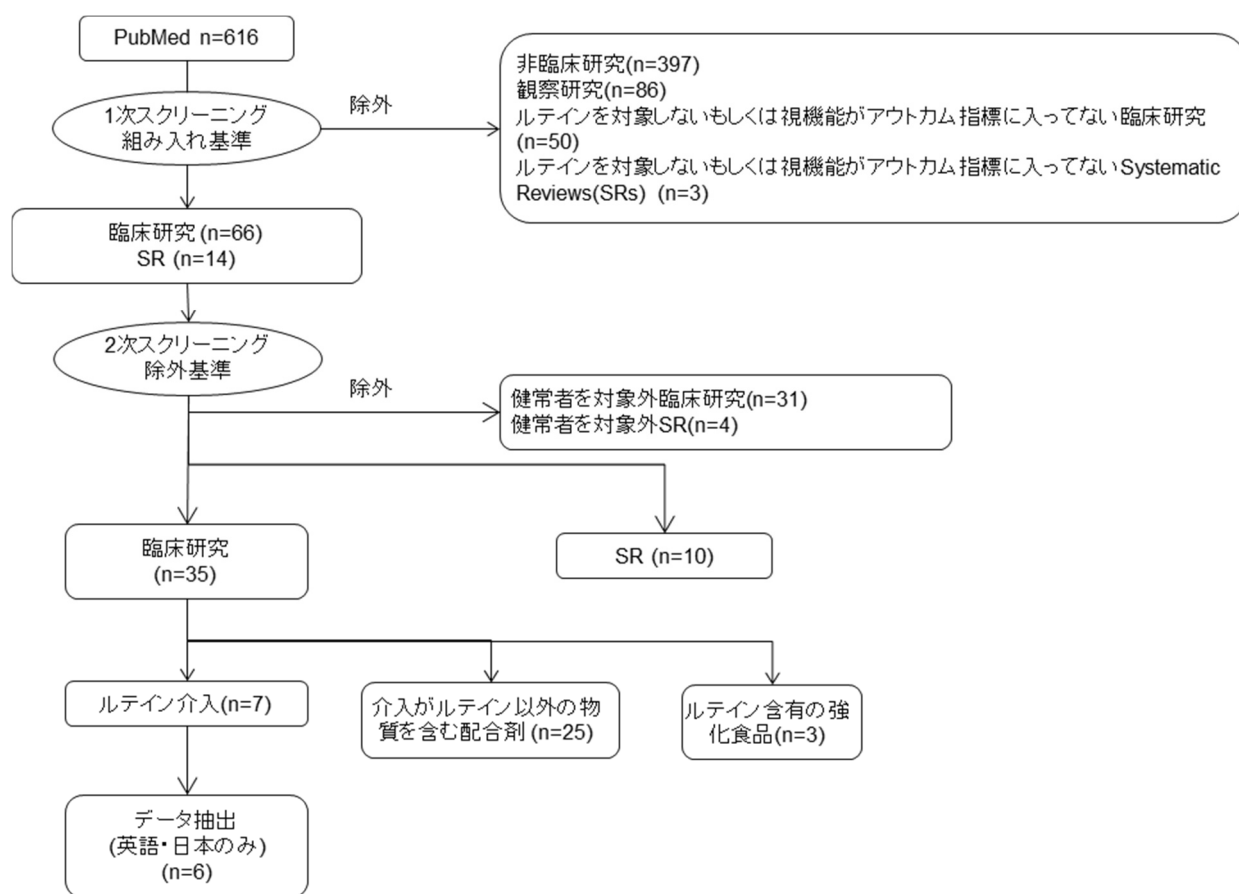 PubMed n=616
1次スクリーニング
組み入れ基準
除外
非臨床研究(n=397)
観察研究(n=86)
ルテインを対象しないもしくは視機能がアウトカム指標に入ってない臨床研究
(n=50)
ルテインを対象しないもしくは視機能がアウトカム指標に入ってないSystematic
Reviews(SRs) (n=3)
臨床研究 (n=66)
SR (n=14)
2次スクリーニング
除外基準
除外
健常者を対象外臨床研究(n=31)
健常者を対象外SR(n=4)
臨床研究
(n=35)
SR (n=10)
ルテイン介入(n=7)
介入がルテイン以外の物
質を含む配合剤 (n=25)
ルテイン含有の強
化食品(n=3)
データ抽出
(英語・日本のみ)
(n=6)